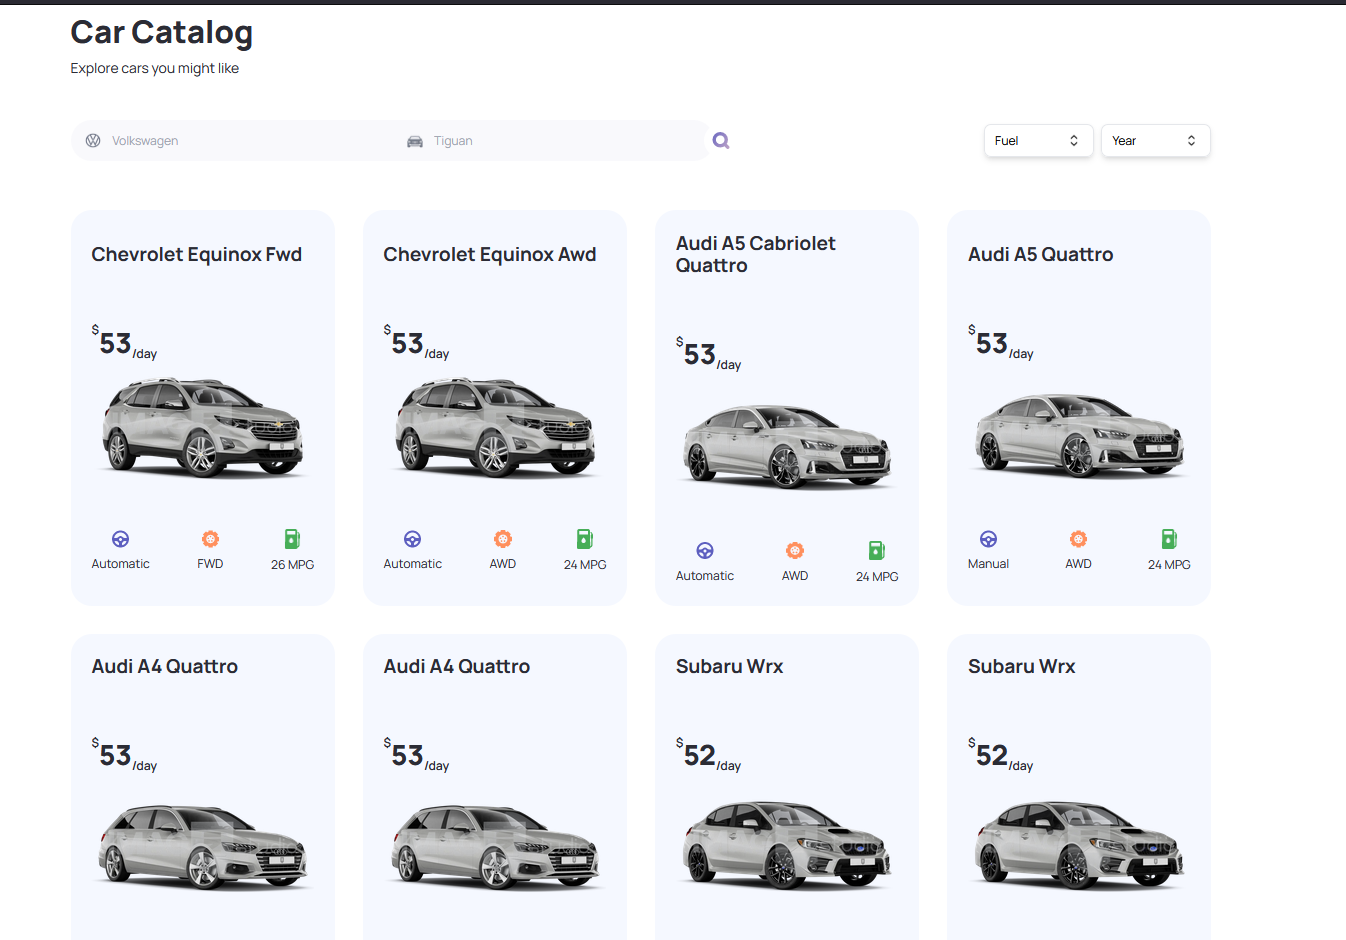 Car Catalog
Explore cars you might like
Volkswagen
Tiguan
Fuel
Year
Chevrolet Equinox Fwd
$53/day
Automatic
FWD
26 MPG
Chevrolet Equinox Awd
$53/day
Automatic
AWD
24 MPG
Audi A5 Cabriolet
Quattro
$53/day
Automatic
AWD
24 MPG
Audi A5 Quattro
$53/day
Manual
AWD
24 MPG
Audi A4 Quattro
$53/day
Audi A4 Quattro
$53/day
Subaru Wrx
$52/day
Subaru Wrx
$52/day